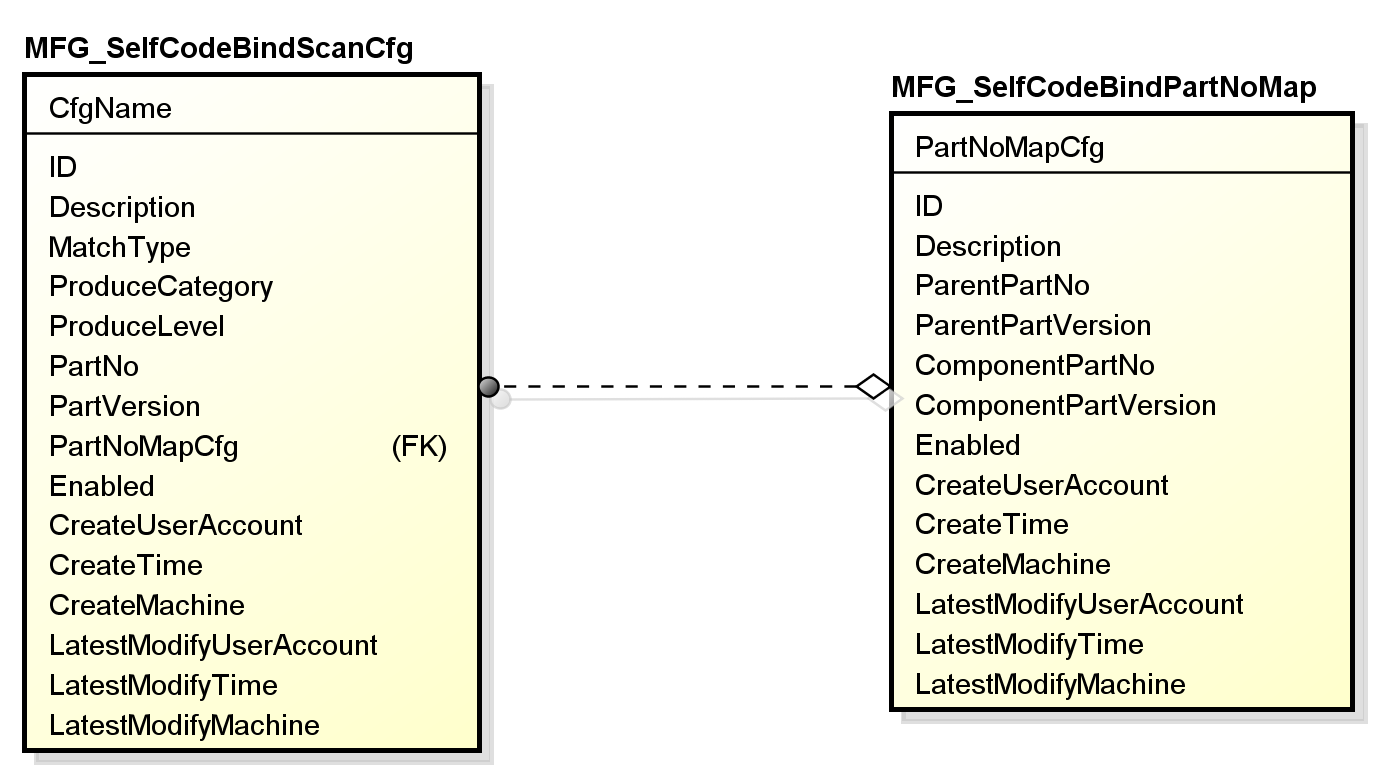 MFG_SelfCodeBindScanCfg
CfgName
ID
Description
MatchType
ProduceCategory
ProduceLevel
PartNo
PartVersion
PartNoMapCfg (FK)
Enabled
CreateUserAccount
CreateTime
CreateMachine
LatestModifyUserAccount
LatestModifyTime
LatestModifyMachine
MFG_SelfCodeBindPartNoMap
PartNoMapCfg
ID
Description
ParentPartNo
ParentPartVersion
ComponentPartNo
ComponentPartVersion
Enabled
CreateUserAccount
CreateTime
CreateMachine
LatestModifyUserAccount
LatestModifyTime
LatestModifyMachine